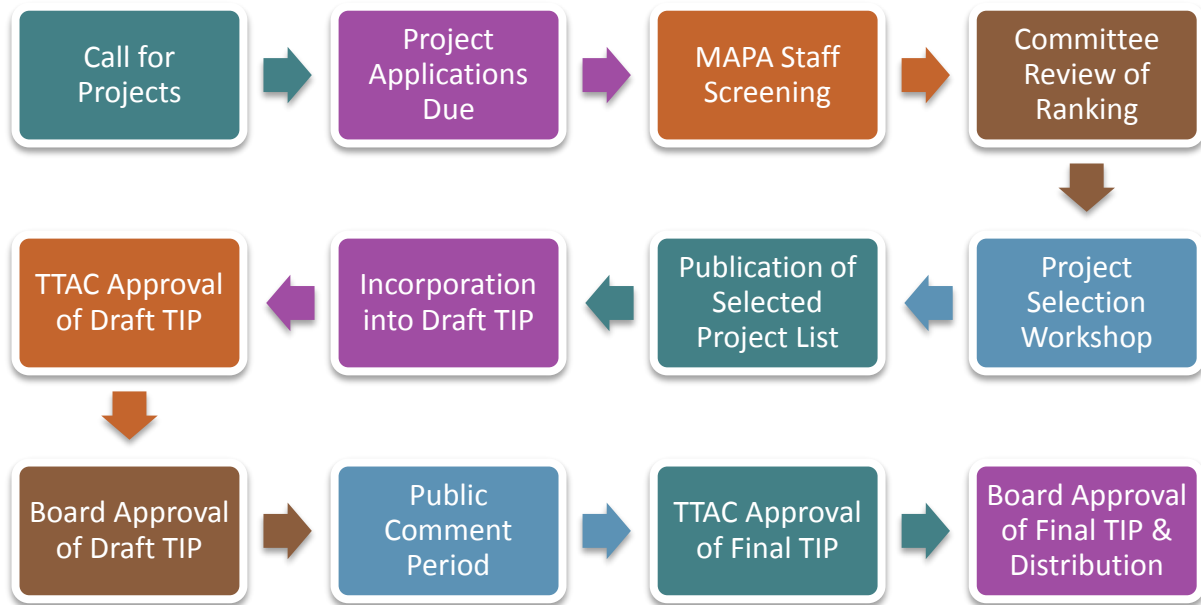 Call for
Projects
Project
Applications
Due
MAPA Staff
Screening
Committee
Review of
Ranking
Project
Selection
Workshop
Publication of
Selected
Project List
Incorporation
into Draft TIP
TTAC Approval
of Draft TIP
Board Approval
of Draft TIP
Public
Comment
Period
TTAC Approval
of Final TIP
Board Approval
of Final TIP &
Distribution